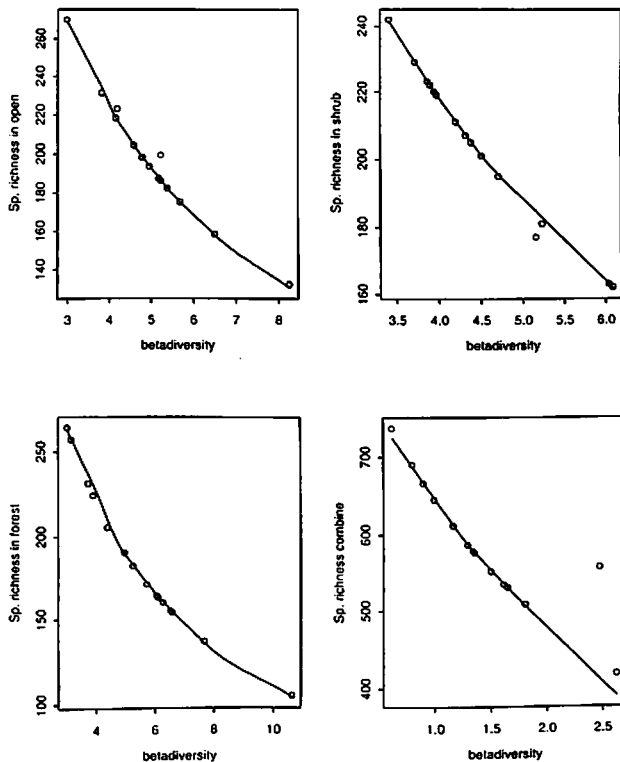 Sp. richness in open
260
240
220
200
180
160
140
3 4 5 6 7 8
betadiversity
Sp. richness in shrub
240
220
200
180
160
3.5 4.0 4.5 5.0 5.5 6.0
betadiversity
Sp. richness in forest
250
200
150
100
4 6 8 10
betadiversity
Sp. richness combine
700
600
500
400
1.0 1.5 2.0 2.5
betadiversity